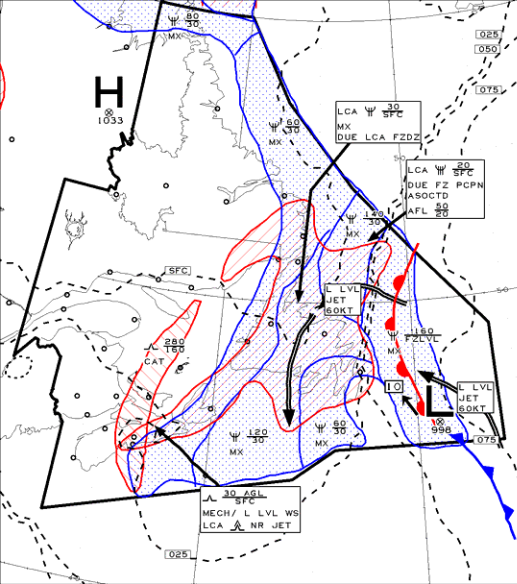 80
30
MX
025
050
075
H
1033
60
30
MX
LCA 30
SFC
MX
DUE LCA FZDZ
50
LCA 20
SFC
DUE FZ PCPN
ASOCTD
AFL 50
20
140
30
MX
SFC
L LVL
JET
60KT
50
160
FZLVL
MX
280
160
CAT
10
L
998
L LVL
JET
60KT
120
30
MX
60
30
MX
075
30 AGL
SFC
MECH/ L LVL WS
LCA NR JET
025